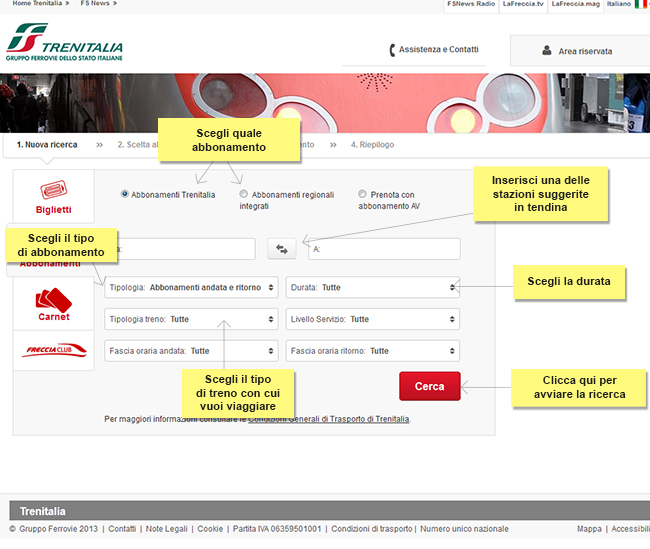 Home Trenitalia » FS News »
FSNews Radio LaFreccia.tv LaFreccia.mag Italiano
TRENITALIA
GRUPPO FERROVIE DELLO STATO ITALIANE
Assistenza e Contatti
Area riservata
Scegli quale
abbonamento
1. Nuova ricerca » 2. Scelta al nto » 4. Riepilogo
Inserisci una delle
stazioni suggerite
in tendina
Biglietti
Abbonamenti Trenitalia
Abbonamenti regionali
integrati
Prenota con
abbonamento AV
Scegli il tipo
di abbonamento
a:
A:
Abbonamenti
Tipologia: Abbonamenti andata e ritorno
Durata: Tutte
Scegli la durata
Carnet
Tipologia treno: Tutte
Livello Servizio: Tutte
FRECCIACLUB
Fascia oraria andata: Tutte
Fascia oraria ritorno: Tutte
Scegli il tipo
di treno con cui
vuoi viaggiare
Cerca
Clicca qui per
avviare la ricerca
Per maggiori informazioni consultare le Condizioni Generali di Trasporto di Trenitalia.
Trenitalia
© Gruppo Ferrovie 2013 | Contatti | Note Legali | Cookie | Partita IVA 06359501001 | Condizioni di trasporto | Numero unico nazionale
Mappa | Accessibili